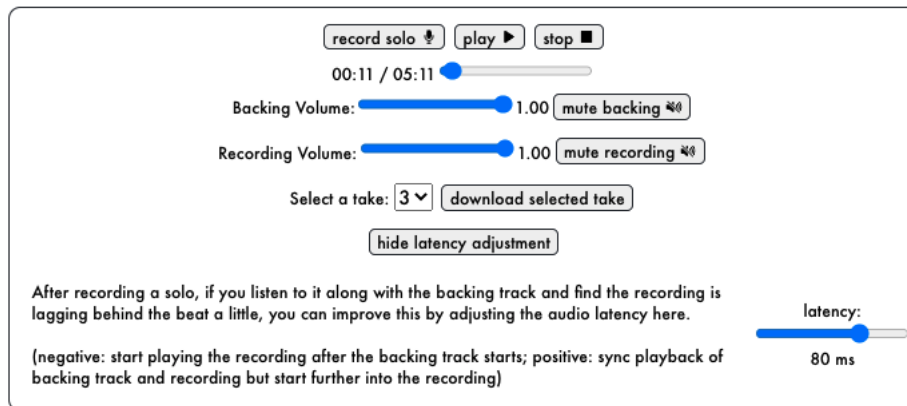 record solo play stop
00:11 / 05:11
Backing Volume: 1.00 mute backing
Recording Volume: 1.00 mute recording
Select a take: 3 download selected take
hide latency adjustment
After recording a solo, if you listen to it along with the backing track and find the recording is
lagging behind the beat a little, you can improve this by adjusting the audio latency here.
(negative: start playing the recording after the backing track starts; positive: sync playback of
backing track and recording but start further into the recording)
latency:
80 ms